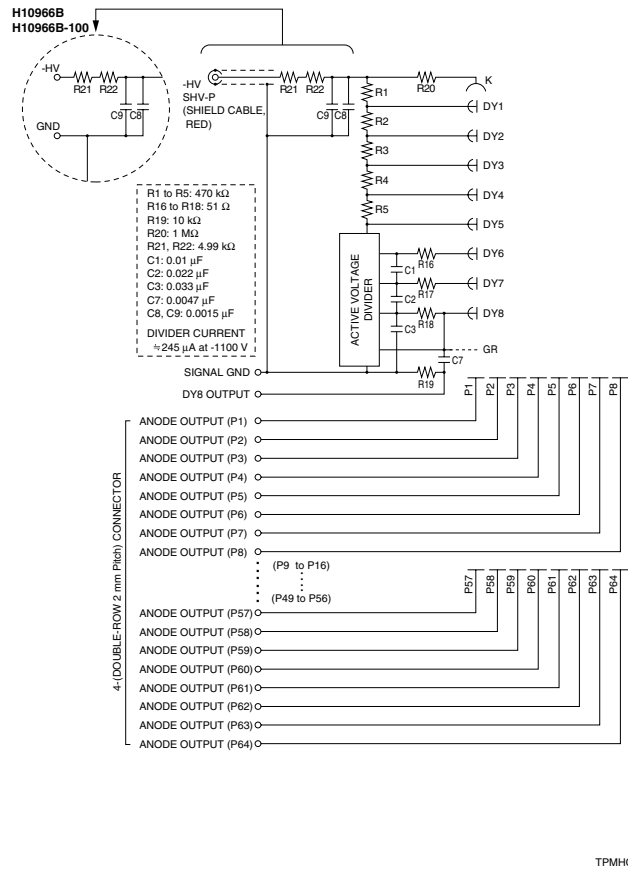 H10966B
H10966B-100
-HV
R21 R22
C9 C8
GND
-HV
SHV-P
(SHIELD CABLE,
RED)
R21 R22
C9 C8
R1
R20
K
DY1
R2
DY2
R3
DY3
R4
DY4
R5
DY5
R1 to R5: 470 kΩ
R16 to R18: 51 Ω
R19: 10 kΩ
R20: 1 MΩ
R21, R22: 4.99 kΩ
C1: 0.01 µF
C2: 0.022 µF
C3: 0.033 µF
C7: 0.0047 µF
C8, C9: 0.0015 µF
DIVIDER CURRENT
≒245 µA at -1100 V
ACTIVE VOLTAGE
DIVIDER
DY6
R16
C1
DY7
R17
C2
DY8
R18
C3
GR
C7
SIGNAL GND
R19
DY8 OUTPUT
P1 P2 P3 P4 P5 P6 P7 P8
4-(DOUBLE-ROW 2 mm Pitch) CONNECTOR
ANODE OUTPUT (P1)
ANODE OUTPUT (P2)
ANODE OUTPUT (P3)
ANODE OUTPUT (P4)
ANODE OUTPUT (P5)
ANODE OUTPUT (P6)
ANODE OUTPUT (P7)
ANODE OUTPUT (P8)
(P9 to P16)
(P49 to P56)
P57 P58 P59 P60 P61 P62 P63 P64
ANODE OUTPUT (P57)
ANODE OUTPUT (P58)
ANODE OUTPUT (P59)
ANODE OUTPUT (P60)
ANODE OUTPUT (P61)
ANODE OUTPUT (P62)
ANODE OUTPUT (P63)
ANODE OUTPUT (P64)